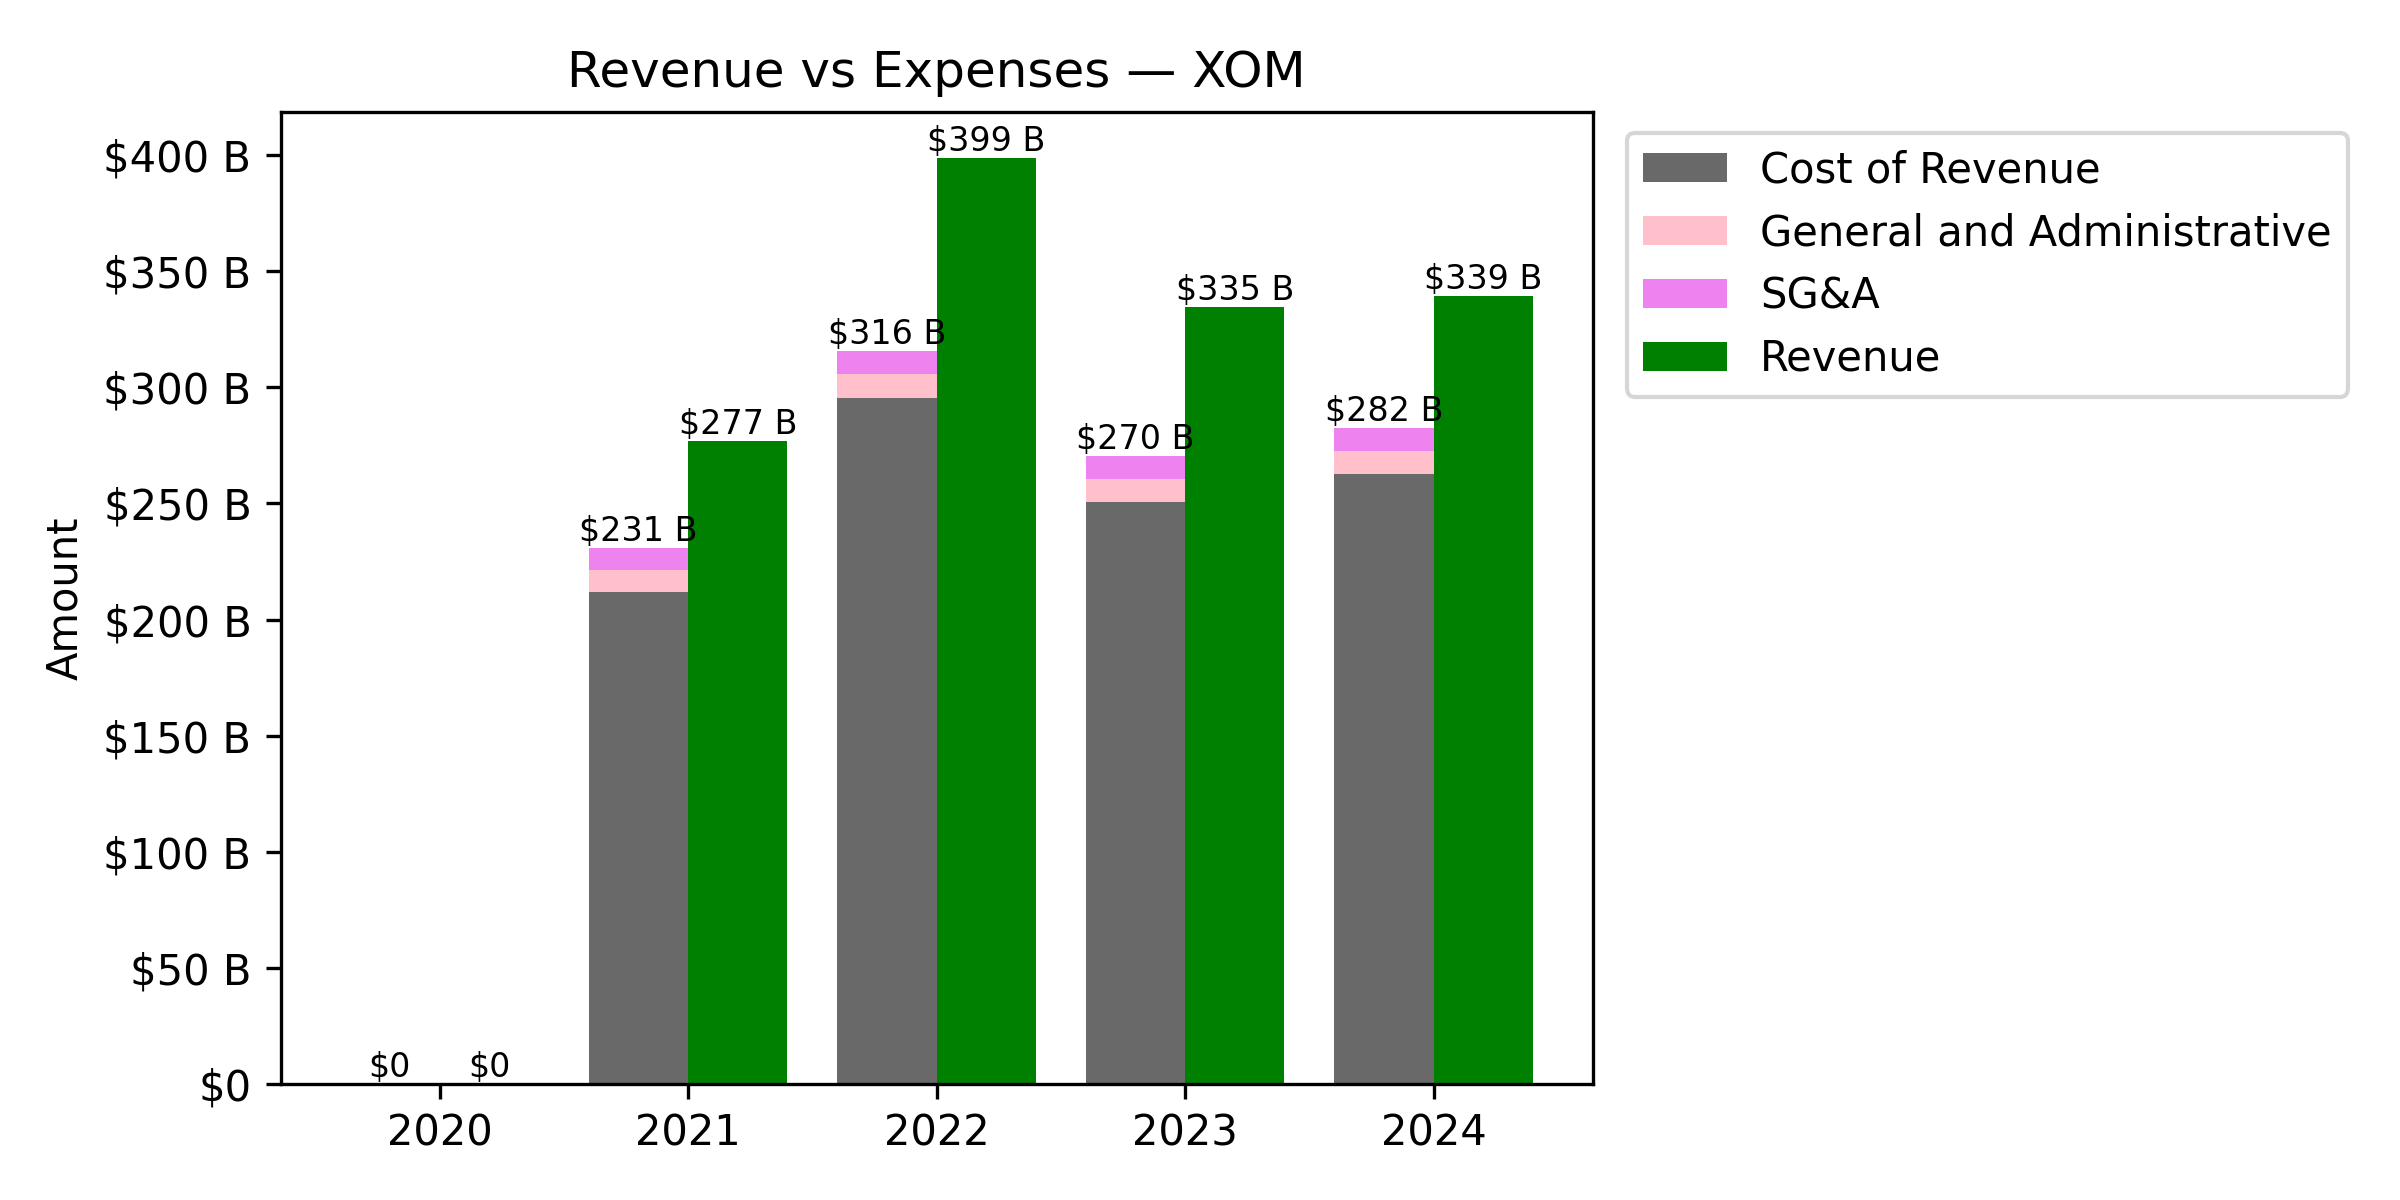 Revenue vs Expenses — XOM
Amount
$400 B
$350 B
$300 B
$250 B
$200 B
$150 B
$100 B
$50 B
$0
$0
$0
$231 B
$277 B
$316 B
$399 B
$270 B
$335 B
$282 B
$339 B
2020
2021
2022
2023
2024
Cost of Revenue
General and Administrative
SG&A
Revenue